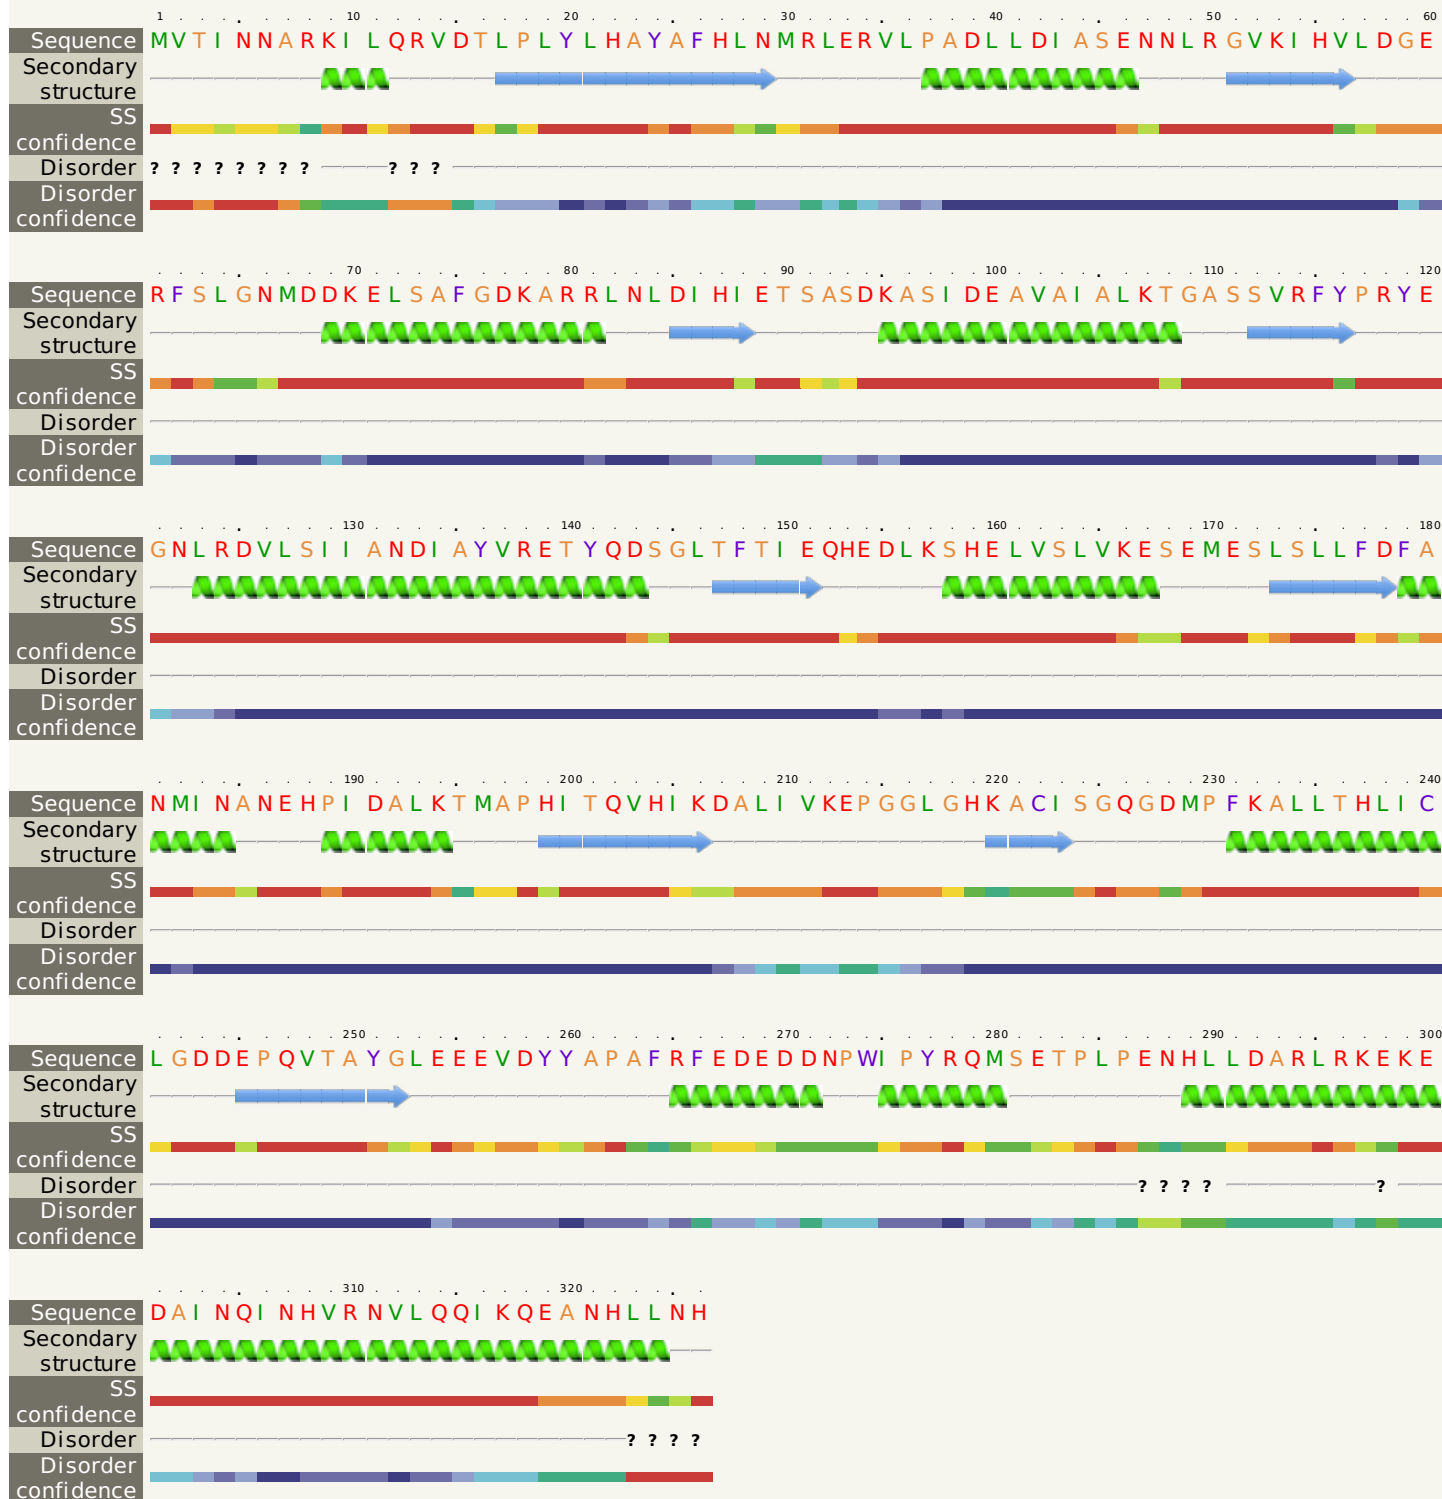 1 10 20 30 40 50 60
Sequence MVTINNARKILQRVDTLPLYLHAYAFHLNMRLERVLPADLLDIASENNLRGVKIHVLDGE
Secondary
structure
SS
confidence
Disorder ? ? ? ? ? ? ? ? ? ? ?
Disorder
confidence
70 80 90 100 110 120
Sequence RFSLGNMDDKELSAFGDKARRLNLDIHIETSASDKASIDEAVAIALKTGASSVRFYPRYE
Secondary
structure
SS
confidence
Disorder
Disorder
confidence
130 140 150 160 170 180
Sequence GNLRDVLSIIANDIAYVRETYQDSGLTFTIEQHEDLKSHELVSLVKESEMESLSLLFDFA
Secondary
structure
SS
confidence
Disorder
Disorder
confidence
190 200 210 220 230 240
Sequence NMINANEHPIDALKTMAPHITQVHIKDALIVKEPGGLGHKACISGQGDMPFKALLTHLIC
Secondary
structure
SS
confidence
Disorder
Disorder
confidence
250 260 270 280 290 300
Sequence LGDDEPQVTAYGLEEEVDYYAPAFRFEDEDDNPWIPYRQMSETPLPENHLLDARLRKEKE
Secondary
structure
SS
confidence
Disorder ? ? ? ? ?
Disorder
confidence
310 320
Sequence DAINQINHVRNVLQQIKQEANHLLNH
Secondary
structure
SS
confidence
Disorder ? ? ? ?
Disorder
confidence